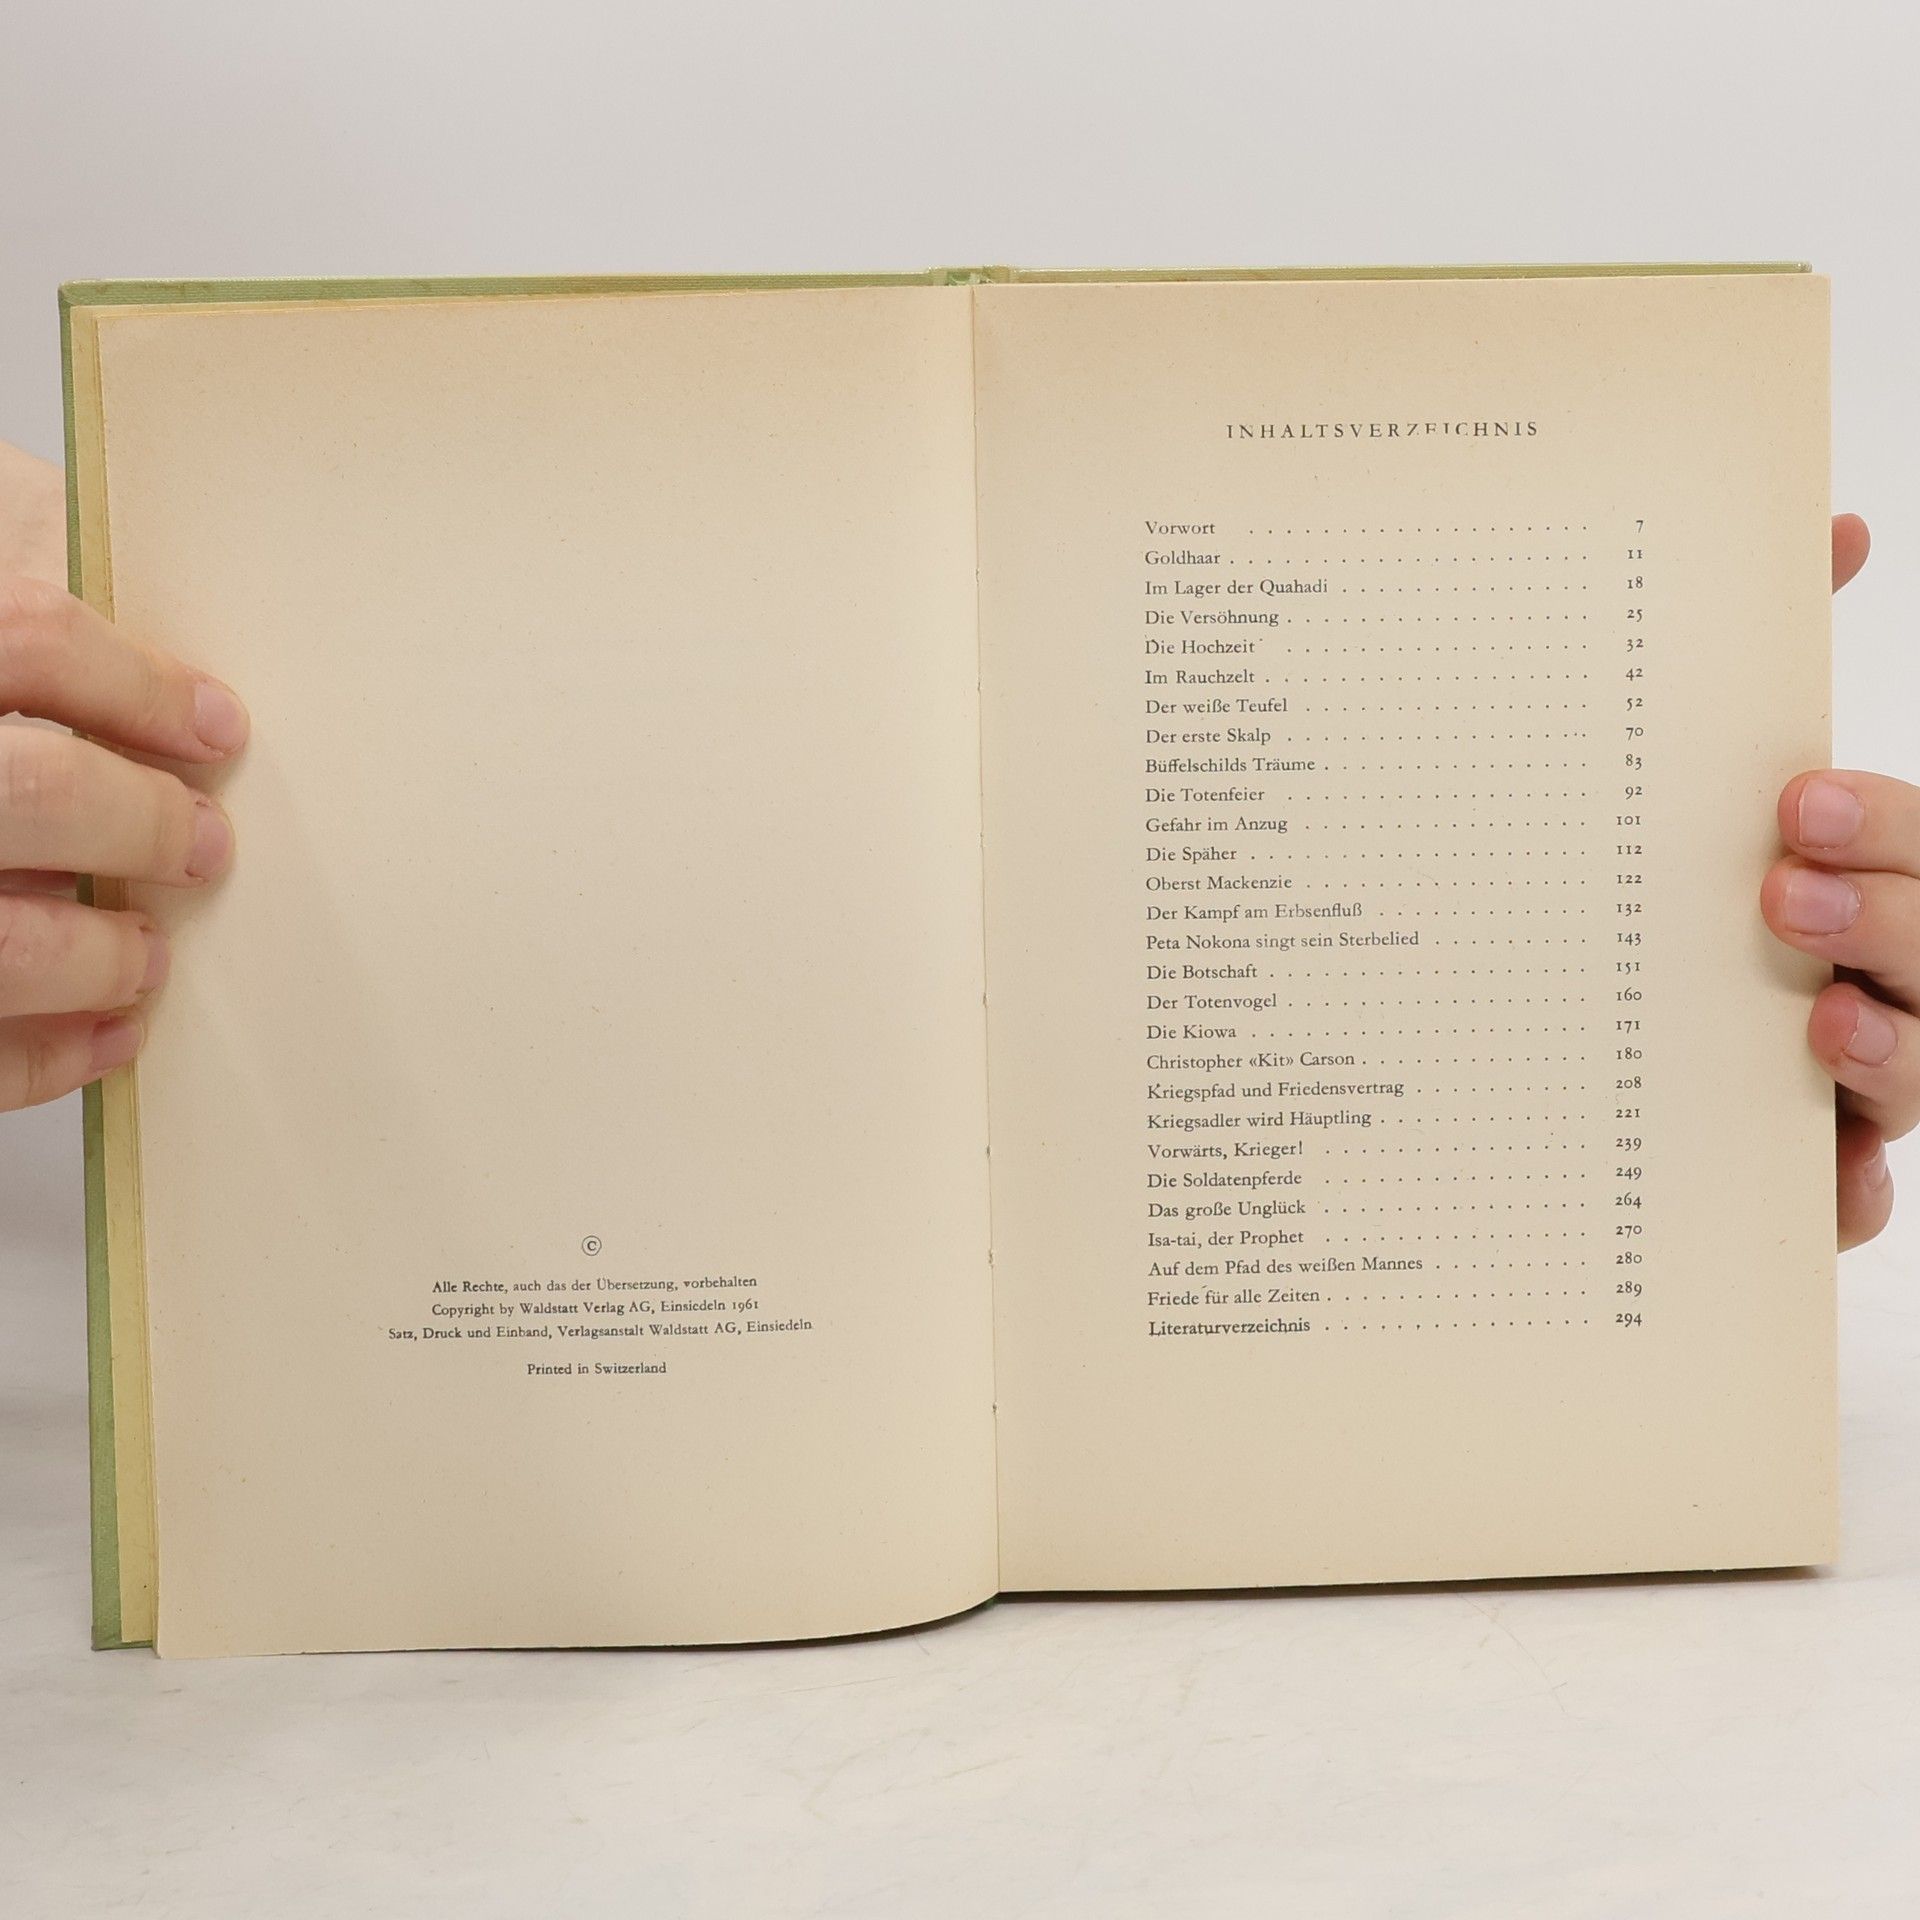 ©
Alle Rechte, auch das der Übersetzung, vorbehalten
Copyright by Waldstatt Verlag AG, Einsiedeln 1961
Satz, Druck und Einband, Verlagsanstalt Waldstatt AG, Einsiedeln
Printed in Switzerland
INHALTSVERZEICHNIS
Vorwort . . . . . . . . . . . . . . . . . . . 7
Goldhaar . . . . . . . . . . . . . . . . . . . . 11
Im Lager der Quahadi . . . . . . . . . . . . . . 18
Die Versöhnung . . . . . . . . . . . . . . . . . 25
Die Hochzeit . . . . . . . . . . . . . . . . . 32
Im Rauchzelt . . . . . . . . . . . . . . . . . . 42
Der weiße Teufel . . . . . . . . . . . . . . . . 52
Der erste Skalp . . . . . . . . . . . . . . . . . 70
Büffelschilds Träume . . . . . . . . . . . . . . . 83
Die Totenfeier . . . . . . . . . . . . . . . . . 92
Gefahr im Anzug . . . . . . . . . . . . . . . . 101
Die Späher . . . . . . . . . . . . . . . . . . . 112
Oberst Mackenzie . . . . . . . . . . . . . . . . 122
Der Kampf am Erbsenfluß . . . . . . . . . . . . 132
Peta Nokona singt sein Sterbelied . . . . . . . . . 143
Die Botschaft . . . . . . . . . . . . . . . . . . 151
Der Totenvogel . . . . . . . . . . . . . . . . . 160
Die Kiowa . . . . . . . . . . . . . . . . . . . 171
Christopher «Kit» Carson . . . . . . . . . . . . . 180
Kriegspfad und Friedensvertrag . . . . . . . . . . 208
Kriegsadler wird Häuptling . . . . . . . . . . . . 221
Vorwärts, Krieger! . . . . . . . . . . . . . . . 239
Die Soldatenpferde . . . . . . . . . . . . . . . 249
Das große Unglück . . . . . . . . . . . . . . . 264
Isa-tai, der Prophet . . . . . . . . . . . . . . . 270
Auf dem Pfad des weißen Mannes . . . . . . . . . 280
Friede für alle Zeiten . . . . . . . . . . . . . . . 289
Literaturverzeichnis . . . . . . . . . . . . . . . 294